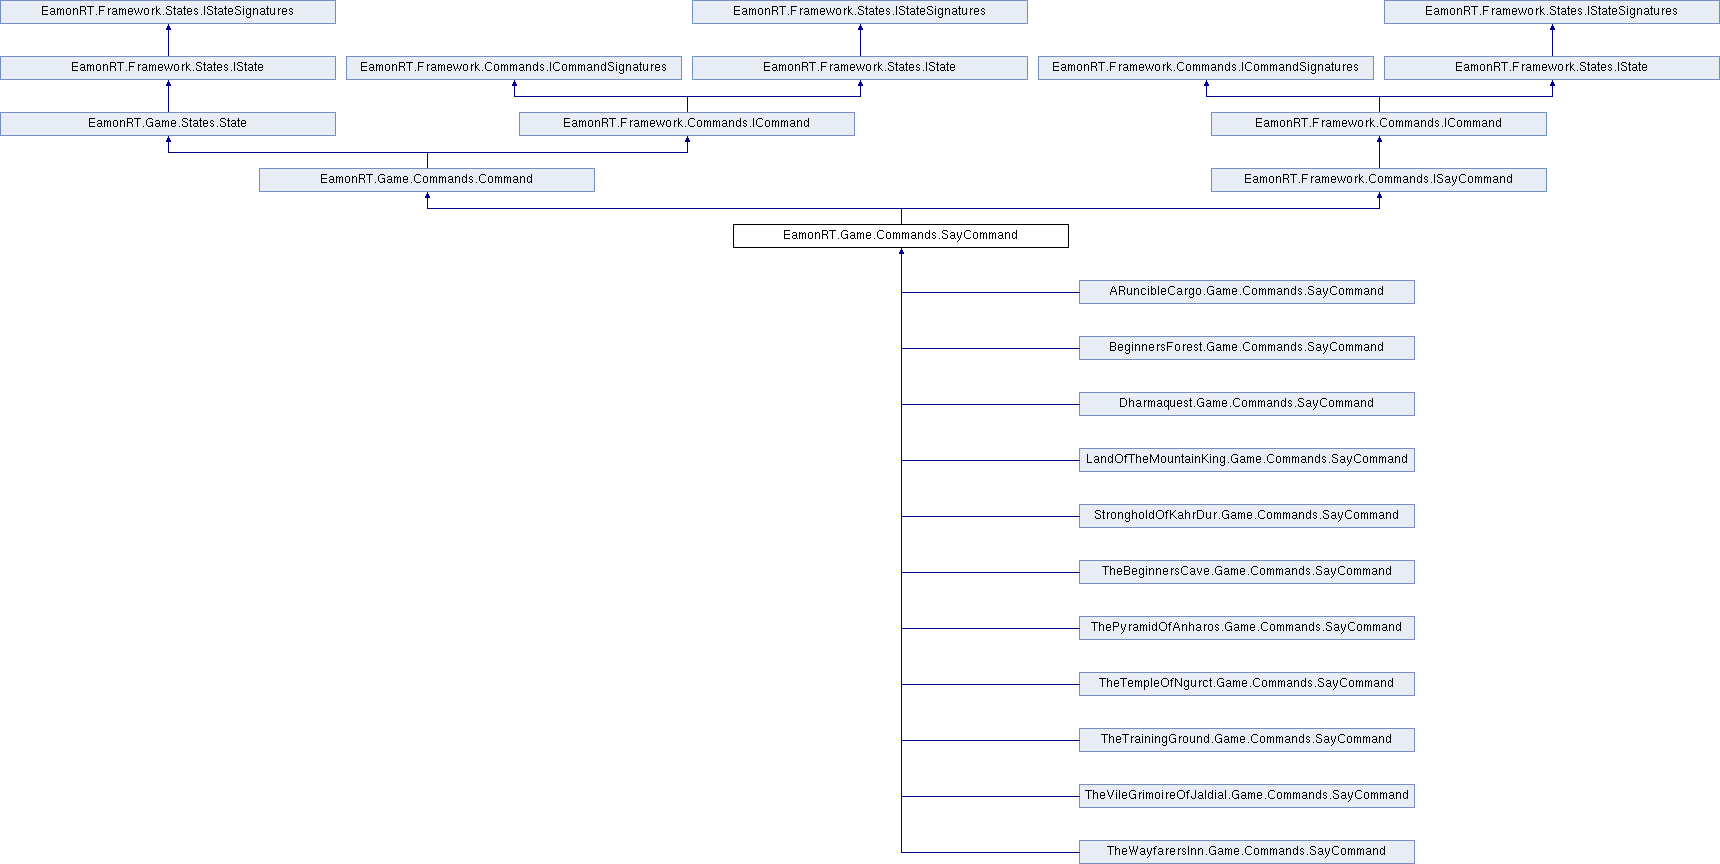 EamonRT.Framework.States.IStateSignatures
EamonRT.Framework.States.IStateSignatures
EamonRT.Framework.States.IStateSignatures
EamonRT.Framework.States.IState
EamonRT.Framework.Commands.ICommandSignatures
EamonRT.Framework.States.IState
EamonRT.Framework.Commands.ICommandSignatures
EamonRT.Framework.States.IState
EamonRT.Game.States.State
EamonRT.Framework.Commands.ICommand
EamonRT.Framework.Commands.ICommand
EamonRT.Game.Commands.Command
EamonRT.Framework.Commands.ISayCommand
EamonRT.Game.Commands.SayCommand
ARuncibleCargo.Game.Commands.SayCommand
BeginnersForest.Game.Commands.SayCommand
Dharmaquest.Game.Commands.SayCommand
LandOfTheMountainKing.Game.Commands.SayCommand
StrongholdOfKahrDur.Game.Commands.SayCommand
TheBeginnersCave.Game.Commands.SayCommand
ThePyramidOfAnharos.Game.Commands.SayCommand
TheTempleOfNgurct.Game.Commands.SayCommand
TheTrainingGround.Game.Commands.SayCommand
TheVileGrimoireOfJaldial.Game.Commands.SayCommand
TheWayfarersInn.Game.Commands.SayCommand